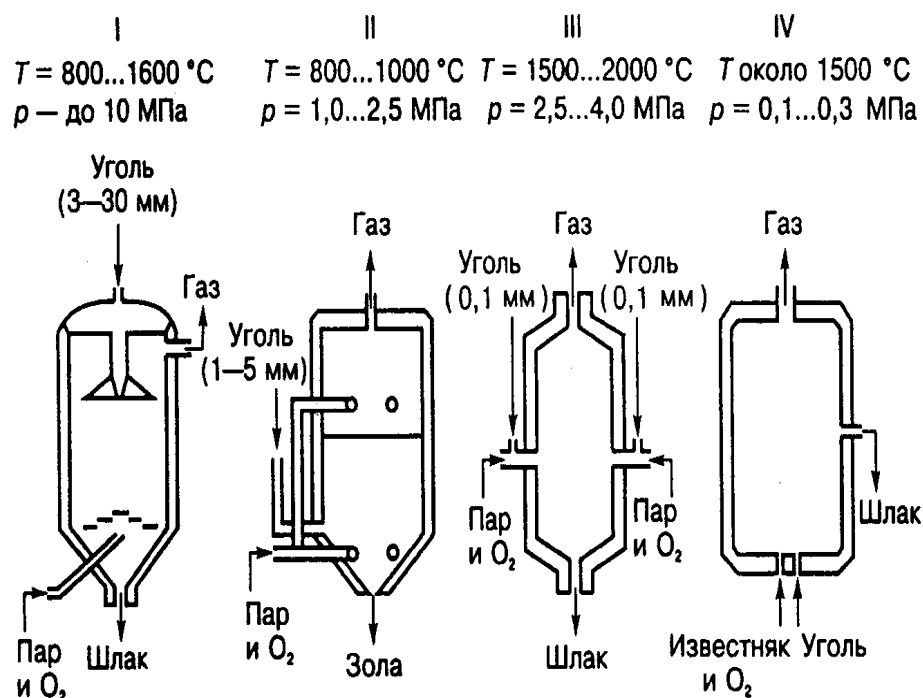 I
T = 800...1600 °C
p — до 10 МПа
Уголь
(3—30 мм)
Газ
Пар
и O₂
Шлак
II
T = 800...1000 °C
p = 1,0...2,5 МПа
Газ
Уголь
(1—5 мм)
Пар
и O₂
Зола
III
T = 1500...2000 °C
p = 2,5...4,0 МПа
Газ
Уголь
(0,1 мм)
Уголь
(0,1 мм)
Пар
и O₂
Пар
и O₂
Шлак
IV
T около 1500 °C
p = 0,1...0,3 МПа
Газ
Шлак
Известняк Уголь
и O₂